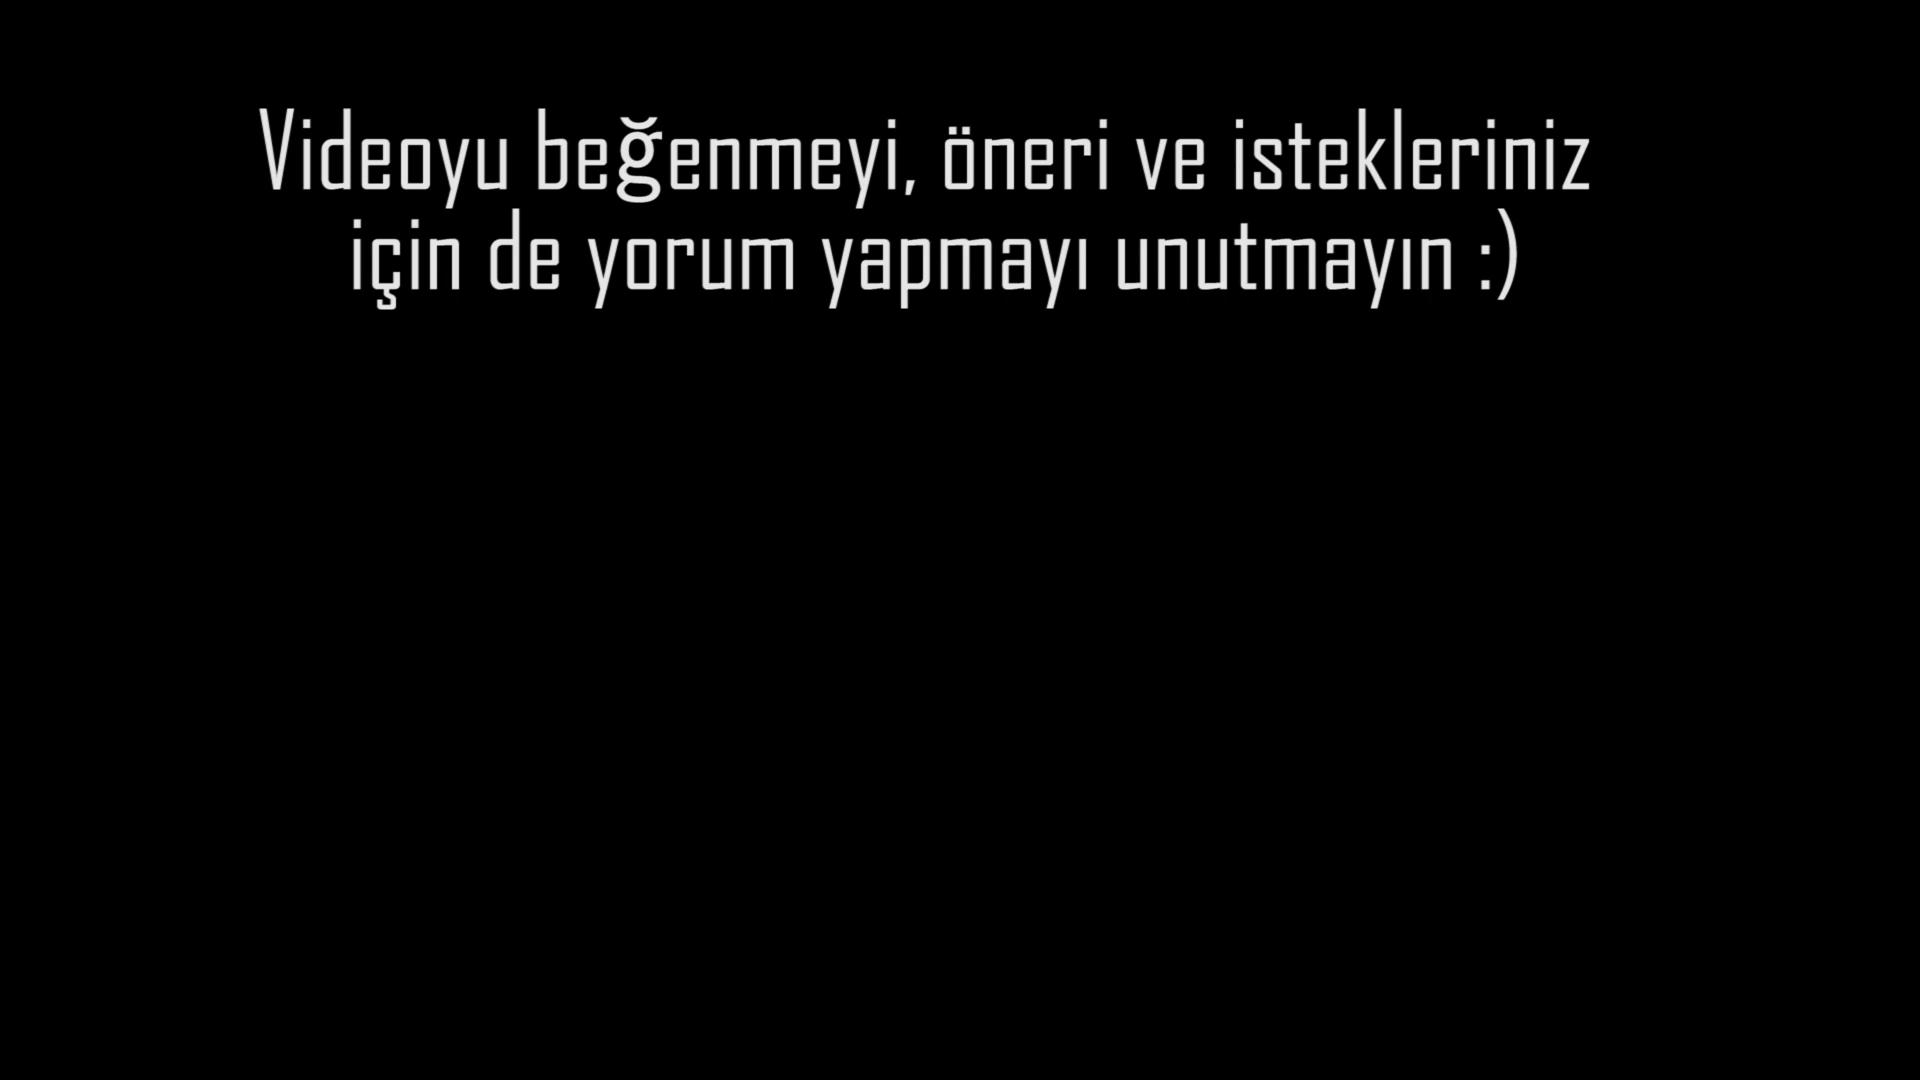 Videoyu beğenmeyi, öneri ve istekleriniz
için de yorum yapmayı unutmayın :)